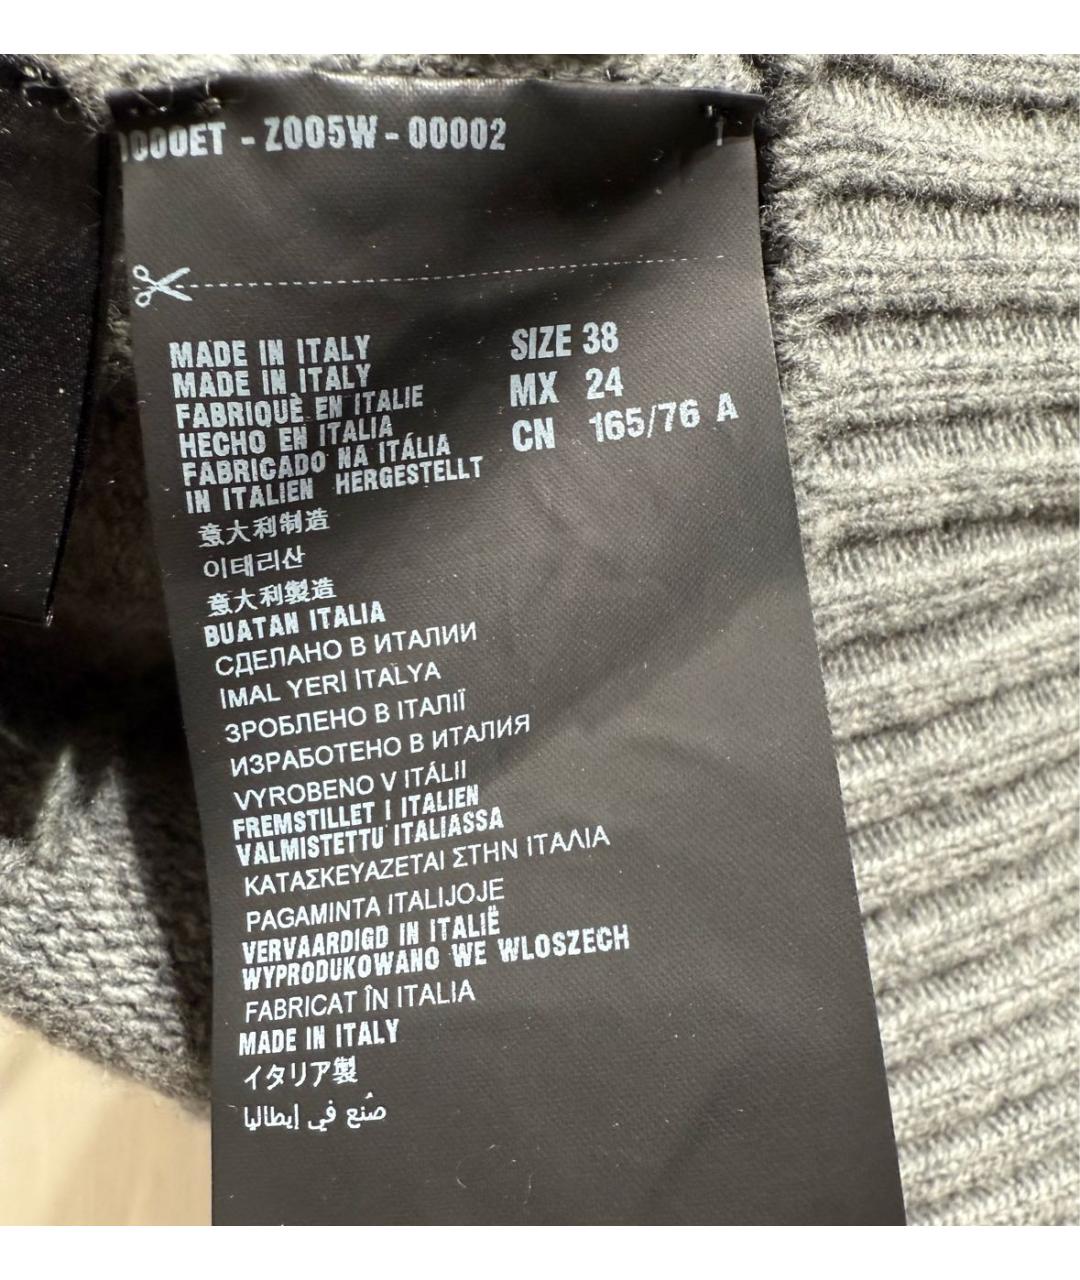 000ET - Z005W - 00002
MADE IN ITALY
MADE IN ITALY
FABRIQUÈ EN ITALIE
HECHO EN ITALIA
FABRICADO NA ITÁLIA
IN ITALIEN HERGESTELLT
意大利制造
이태리산
意大利製造
BUATAN ITALIA
СДЕЛАНО В ИТАЛИИ
İMAL YERİ İTALYA
ЗРОБЛЕНО В ІТАЛІЇ
ИЗРАБОТЕНО В ИТАЛИЯ
VYROBENO V ITÁLII
FREMSTILLET I ITALIEN
VALMISTETTU ITALIASSA
ΚΑΤΑΣΚΕΥΑΖΕΤΑΙ ΣΤΗΝ ΙΤΑΛΙΑ
PAGAMINTA ITALIJOJE
VERVAARDIGD IN ITALIË
WYPRODUKOWANO WE WLOSZECH
FABRICAT ÎN ITALIA
MADE IN ITALY
イタリア製
صُنع في إيطاليا
SIZE 38
MX 24
CN 165/76 A